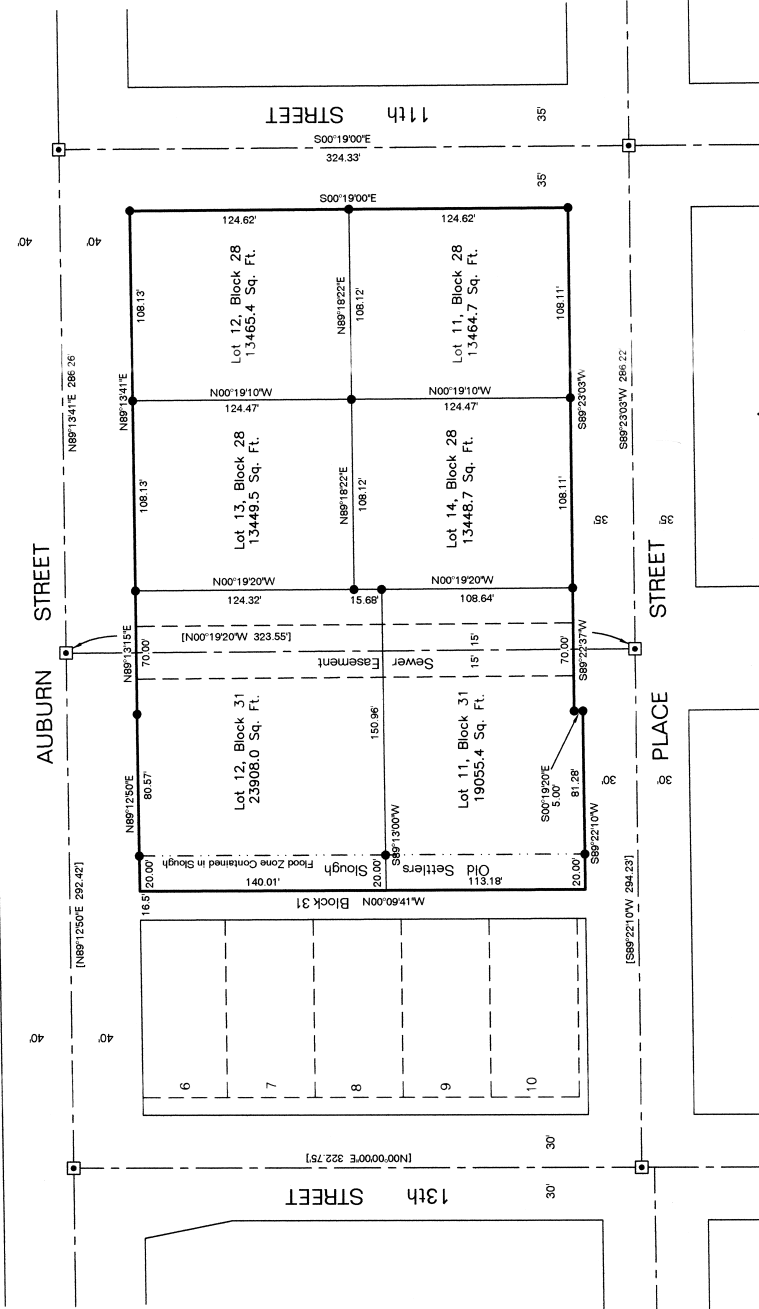 11th STREET
35'
S00°19'00"E
324.33'
35'
S00°19'00"E
40'
40'
124.62'
124.62'
108.13'
Lot 12, Block 28
13465.4 Sq. Ft.
N89°18'22"E
108.12'
Lot 11, Block 28
13464.7 Sq. Ft.
108.11'
N89°13'41"E 286.26'
N89°13'41"E
N00°19'10"W
124.47'
N00°19'10"W
124.47'
S89°23'03"W
S89°23'03"W 286.22'
108.13'
Lot 13, Block 28
13449.5 Sq. Ft.
N89°18'22"E
108.12'
Lot 14, Block 28
13448.7 Sq. Ft.
108.11'
35'
35'
AUBURN STREET
PLACE STREET
N00°19'20"W
124.32'
15.68'
N00°19'20"W
108.64'
N89°13'15"E
70.00'
[N00°19'20"W 323.55']
15' 15'
15' 15'
Sewer Easement
70.00'
S89°22'37"W
Lot 12, Block 31
23908.0 Sq. Ft.
150.96'
Lot 11, Block 31
19055.4 Sq. Ft.
N89°12'50"E
80.57'
S00°19'20"E
5.00'
81.28'
30'
30'
S89°13'00"W
S89°22'10"W
Flood Zone Contained in Slough
Old Settlers Slough
20.00'
140.01'
20.00'
113.18'
20.00'
16.5'
Block 31
N00°09'14"W
[N89°12'50"E 292.42']
[S89°22'10"W 294.23']
40'
40'
6
7
8
9
10
[N00°00'00"E 322.75']
30'
30'
13th STREET